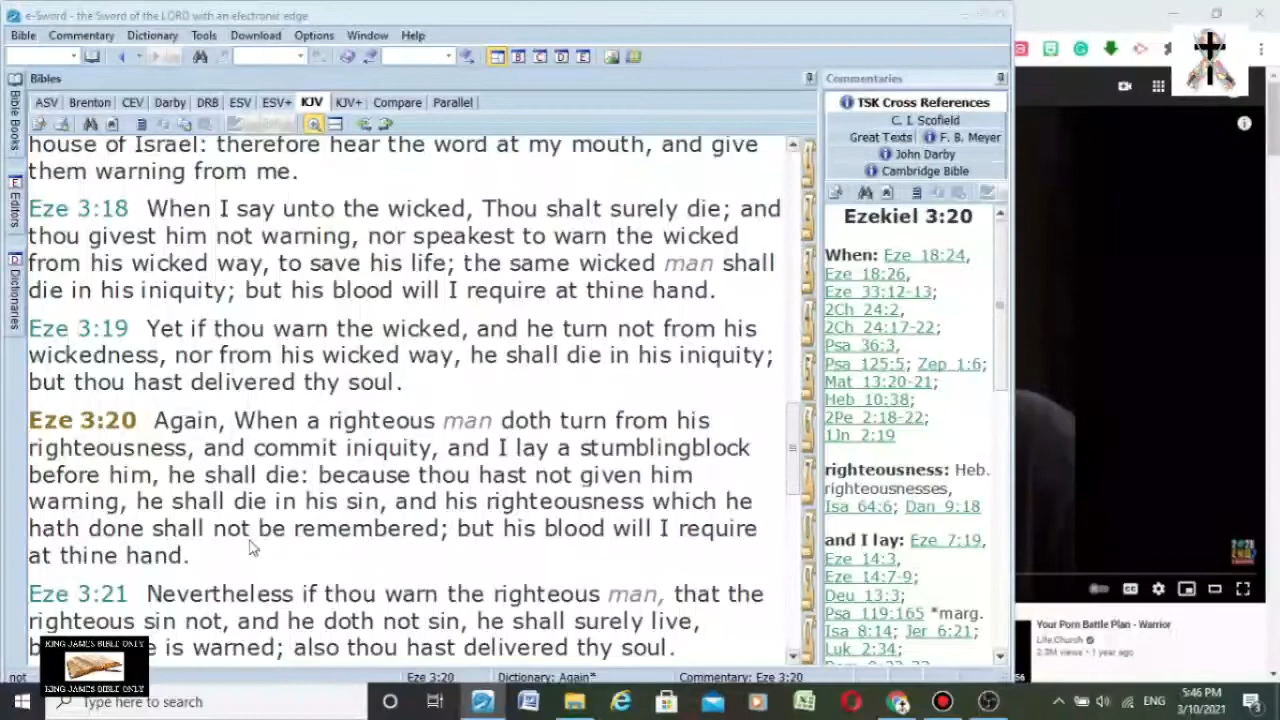 e-Sword - the Sword of the LORD with an electronic edge
Bible Commentary Dictionary Tools Download Options Window Help
B C D E
Bibles
ASV Brenton CEV Darby DRB ESV ESV+ KJV KJV+ Compare Parallel
Bible Books
Editors
Dictionaries
house of Israel: therefore hear the word at my mouth, and give
them warning from me.
Eze 3:18 When I say unto the wicked, Thou shalt surely die; and
thou givest him not warning, nor speakest to warn the wicked
from his wicked way, to save his life; the same wicked man shall
die in his iniquity; but his blood will I require at thine hand.
Eze 3:19 Yet if thou warn the wicked, and he turn not from his
wickedness, nor from his wicked way, he shall die in his iniquity;
but thou hast delivered thy soul.
Eze 3:20 Again, When a righteous man doth turn from his
righteousness, and commit iniquity, and I lay a stumblingblock
before him, he shall die: because thou hast not given him
warning, he shall die in his sin, and his righteousness which he
hath done shall not be remembered; but his blood will I require
at thine hand.
Eze 3:21 Nevertheless if thou warn the righteous man, that the
righteous sin not, and he doth not sin, he shall surely live,
is warned; also thou hast delivered thy soul.
Commentaries
TSK Cross References
C. I. Scofield
Great Texts F. B. Meyer
John Darby
Cambridge Bible
Ezekiel 3:20
When: Eze 18:24,
Eze 18:26,
Eze 33:12-13;
2Ch 24:2,
2Ch 24:17-22;
Psa 36:3,
Psa 125:5; Zep 1:6;
Mat 13:20-21;
Heb 10:38;
2Pe 2:18-22;
1Jn 2:19
righteousness: Heb.
righteousnesses,
Isa 64:6; Dan 9:18
and I lay: Eze 7:19,
Eze 14:3,
Eze 14:7-9;
Deu 13:3;
Psa 119:165 *marg.
Isa 8:14; Jer 6:21;
Luk 2:34;
KING JAMES BIBLE ONLY
KING JAMES BIBLE ONLY
not
Eze 3:20
Dictionary: Again*
Commentary: Eze 3:20
Your Porn Battle Plan - Warrior
Life.Church
2.3M views • 1 year ago
56
Type here to search
ENG
5:46 PM
3/10/2021
3